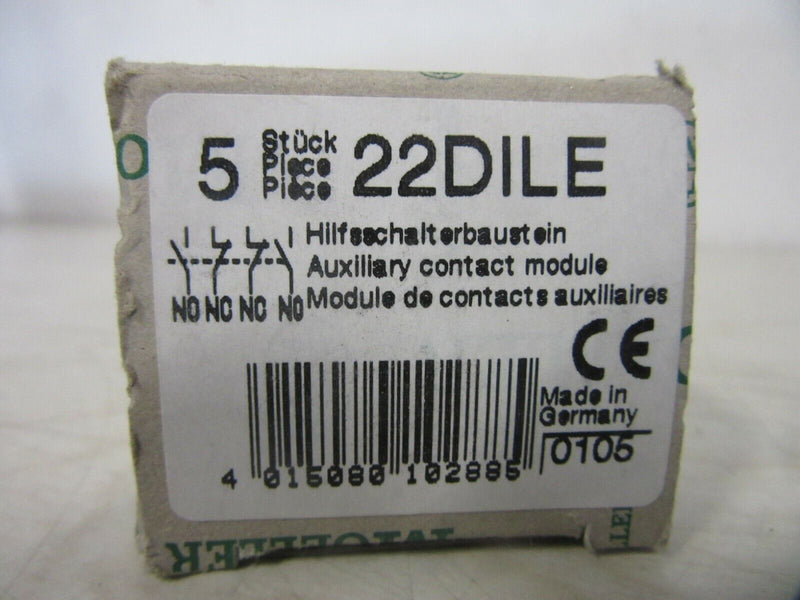 5 Stück
Piece
Pièce
22DILE
Hilfsschalterbaustein
Auxiliary contact module
NO NC NC NO Module de contacts auxiliaires
CE
Made in
Germany
0105
4 015080 102885
MOELLER